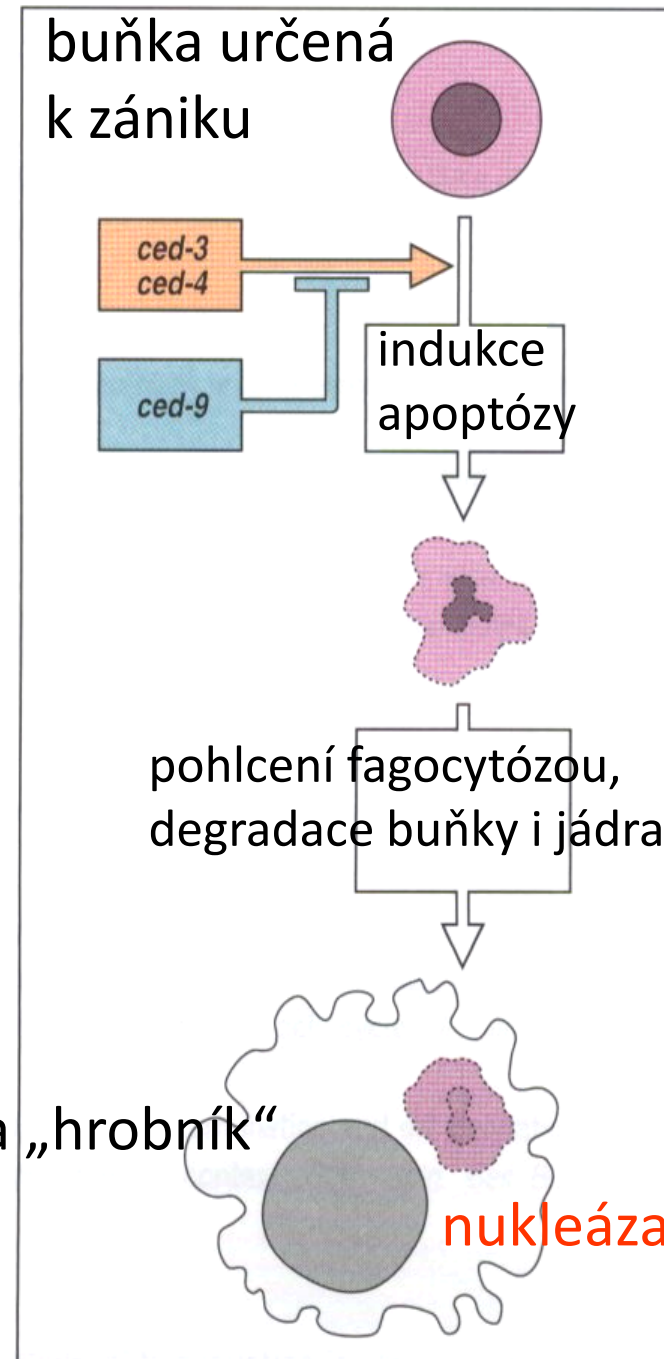 buňka určená
k zániku
ced-3
ced-4
ced-9
indukce
apoptózy
pohlcení fagocytózou,
degradace buňky i jádra
a „hrobník“
nukleáza